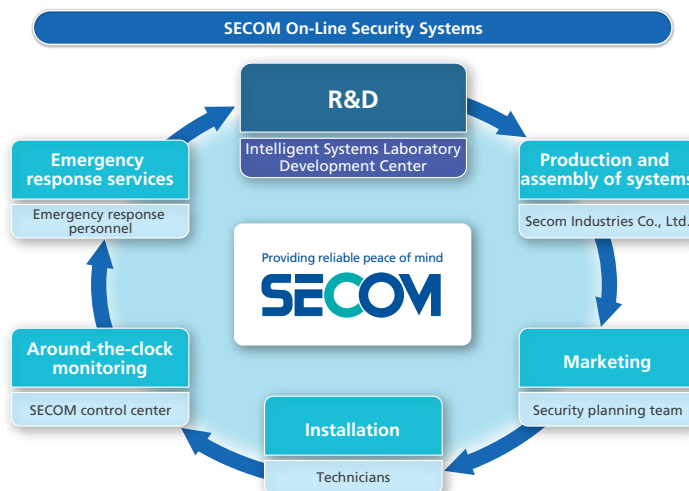 SECOM On-Line Security Systems
R&D
Intelligent Systems Laboratory
Development Center
Emergency
response services
Emergency response
personnel
Production and
assembly of systems
Secom Industries Co., Ltd.
Providing reliable peace of mind
SECOM
Around-the-clock
monitoring
SECOM control center
Marketing
Security planning team
Installation
Technicians